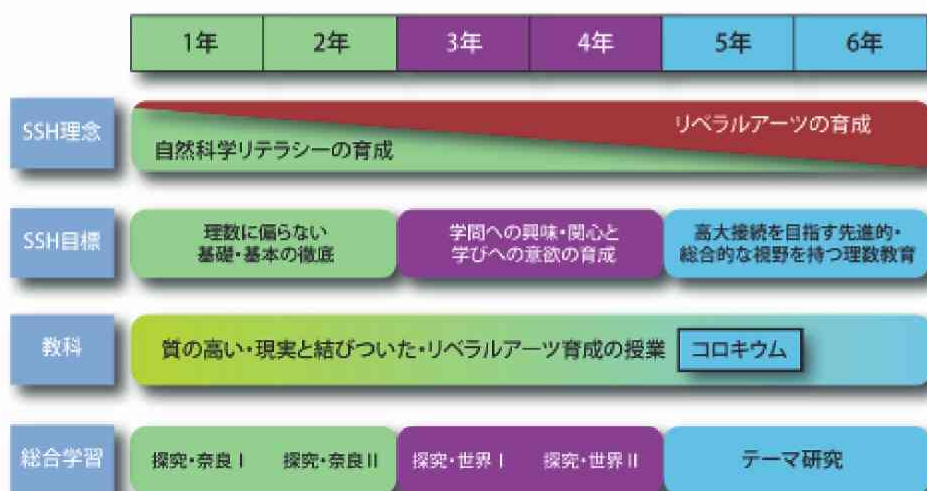 1年 2年 3年 4年 5年 6年
SSH理念
リベラルアーツの育成
自然科学リテラシーの育成
SSH目標
理数に偏らない
基礎・基本の徹底
学問への興味・関心と
学びへの意欲の育成
高大接続を目指す先進的・
総合的な視野を持つ理数教育
教科
質の高い・現実と結びついた・リベラルアーツ育成の授業 コロキウム
総合学習
探究・奈良Ⅰ 探究・奈良Ⅱ 探究・世界Ⅰ 探究・世界Ⅱ テーマ研究